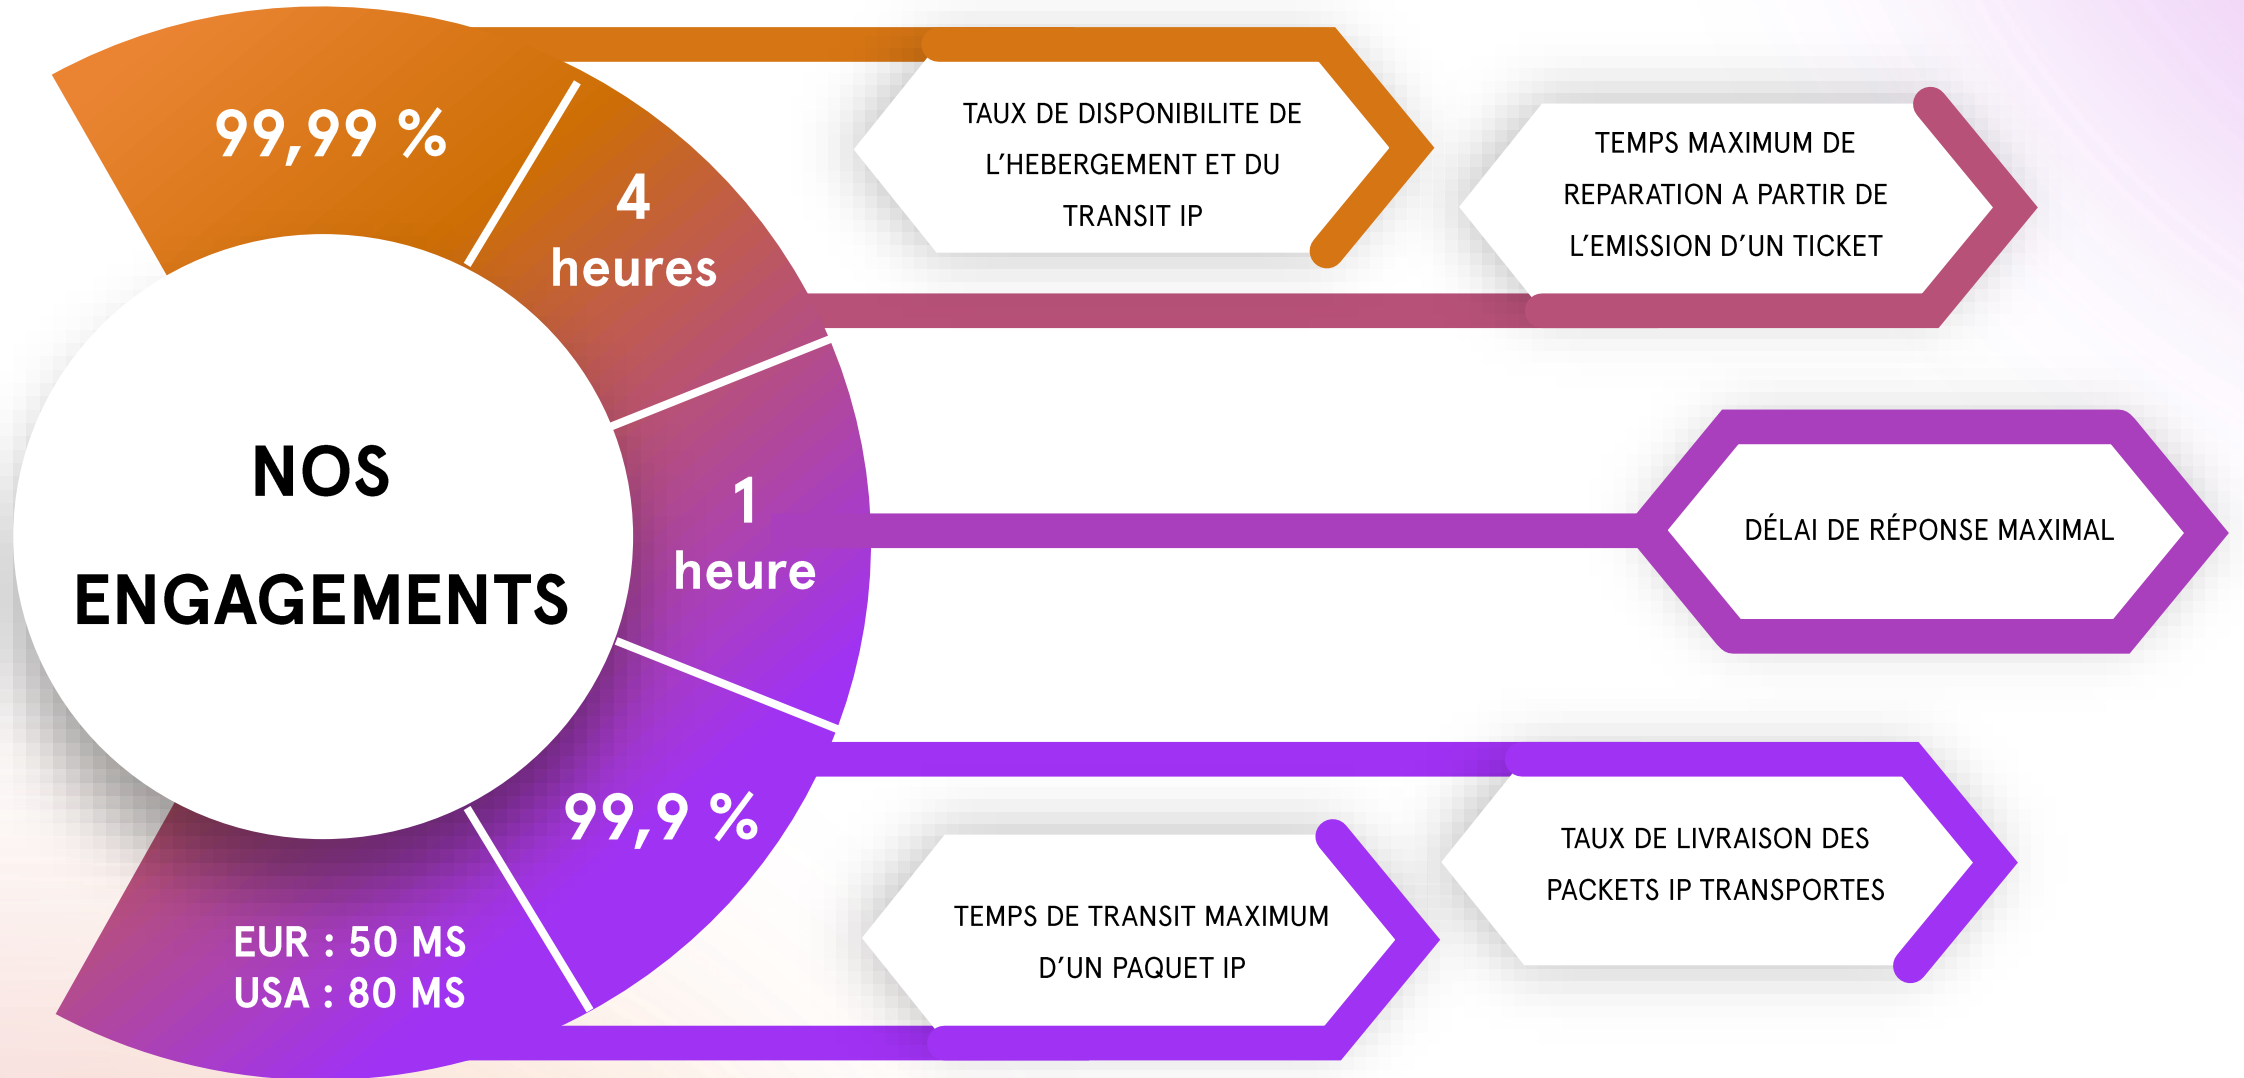 NOS
ENGAGEMENTS
99,99 %
TAUX DE DISPONIBILITE DE
L’HEBERGEMENT ET DU
TRANSIT IP
4
heures
TEMPS MAXIMUM DE
REPARATION A PARTIR DE
L’EMISSION D’UN TICKET
1
heure
DÉLAI DE RÉPONSE MAXIMAL
99,9 %
TAUX DE LIVRAISON DES
PACKETS IP TRANSPORTES
EUR : 50 MS
USA : 80 MS
TEMPS DE TRANSIT MAXIMUM
D’UN PAQUET IP